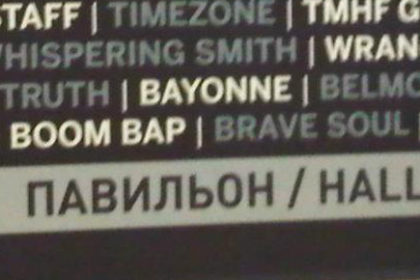 STAFF | TIMEZONE | TMHF G
WHISPERING SMITH | WRAN
TRUTH | BAYONNE | BELMO
BOOM BAP | BRAVE SOUL
ПАВИЛЬОН / HALL